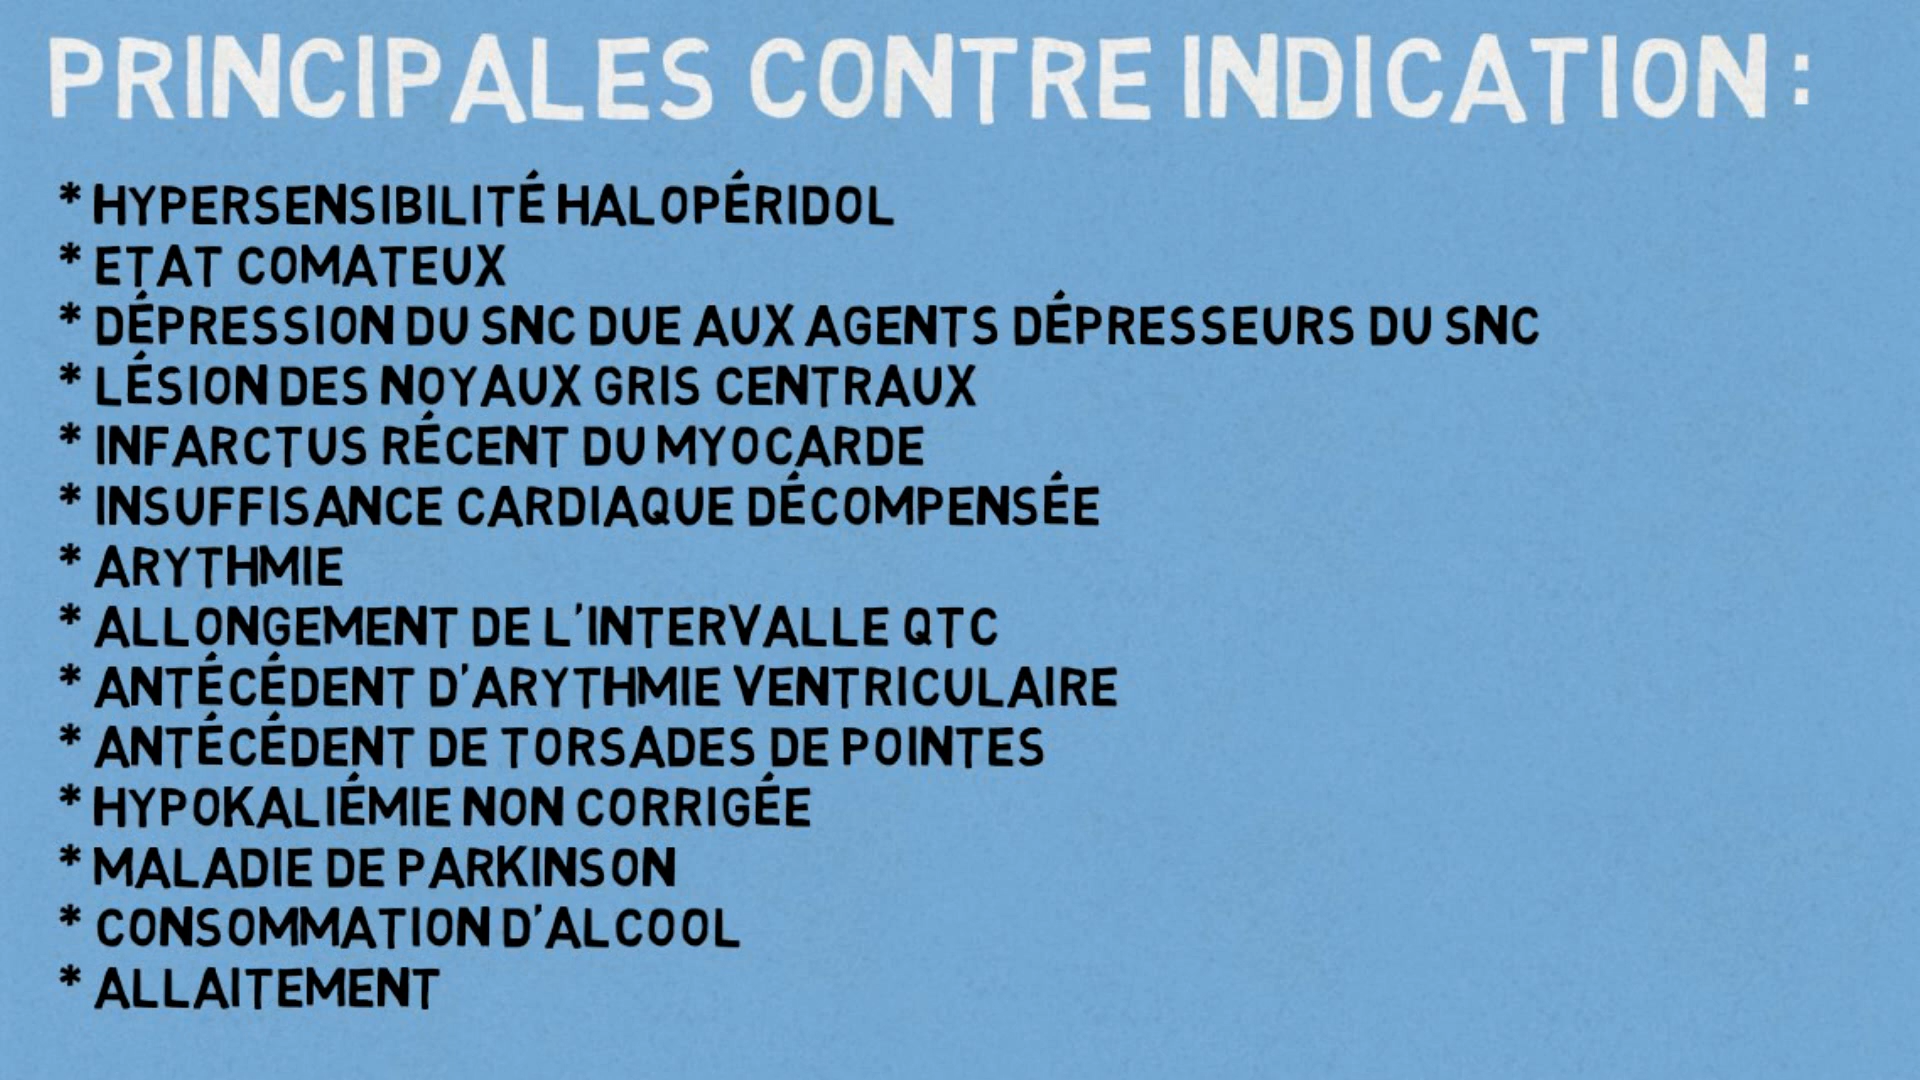 PRINCIPALES CONTRE INDICATION :
* HYPERSENSIBILITÉ HALOPÉRIDOL
* ETAT COMATEUX
* DÉPRESSION DU SNC DUE AUX AGENTS DÉPRESSEURS DU SNC
* LÉSION DES NOYAUX GRIS CENTRAUX
* INFARCTUS RÉCENT DU MYOCARDE
* INSUFFISANCE CARDIAQUE DÉCOMPENSÉE
* ARYTHMIE
* ALLONGEMENT DE L'INTERVALLE QTC
* ANTÉCÉDENT D'ARYTHMIE VENTRICULAIRE
* ANTÉCÉDENT DE TORSADES DE POINTES
* HYPOKALIÉMIE NON CORRIGÉE
* MALADIE DE PARKINSON
* CONSOMMATION D'ALCOOL
* ALLAITEMENT